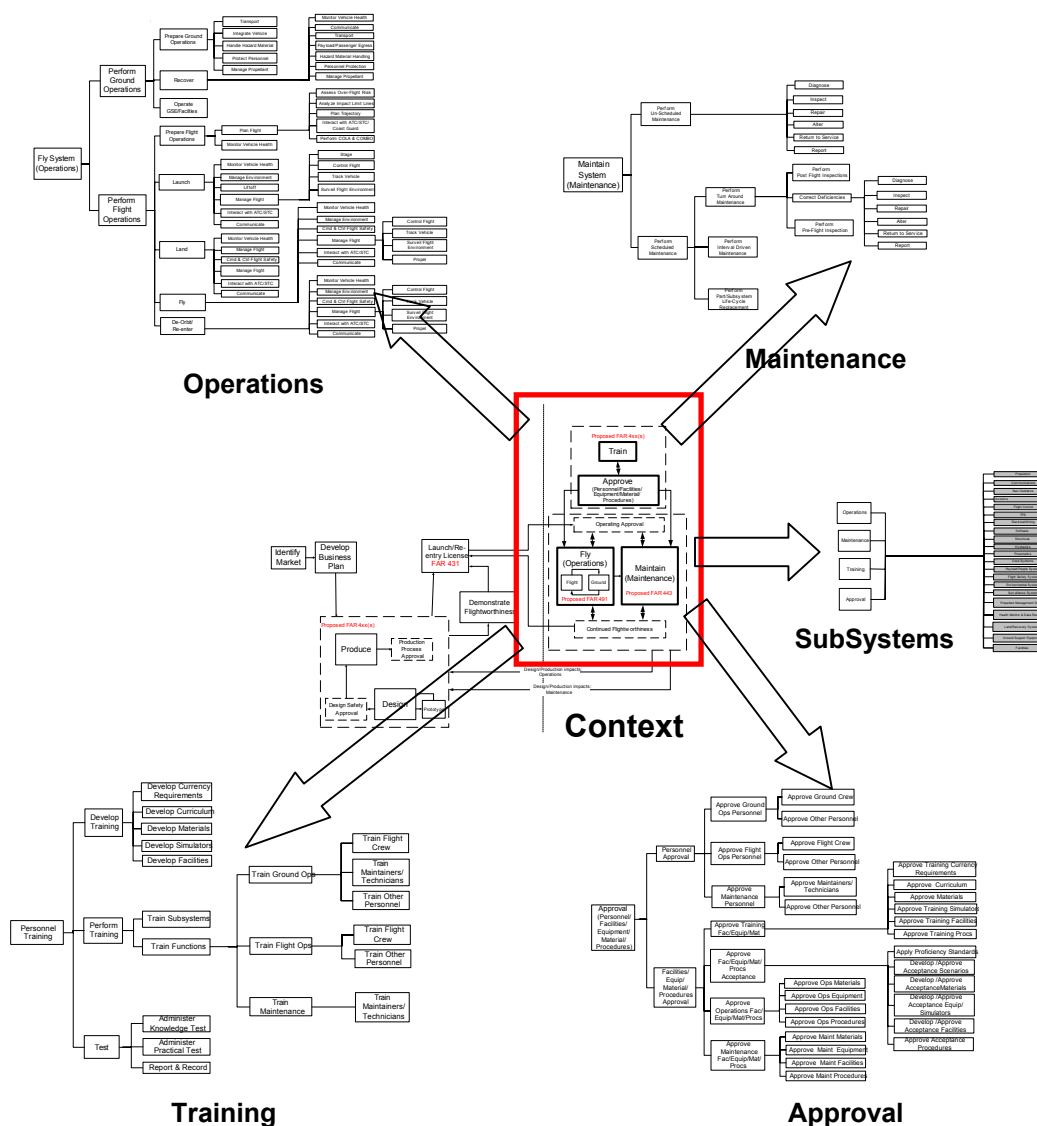 Fly System
(Operations)
Perform
Ground
Operations
Perform
Flight
Operations
Prepare Ground
Operations
Recover
Operate
GSE/Facilities
Transport
Integrate Vehicle
Handle Hazard Material
Protect Personnel
Manage Propellant
Monitor Vehicle Health
Communicate
Transport
Payload/Passenger Egress
Hazard Material Handling
Personnel Protection
Manage Propellant
Prepare Flight
Operations
Plan Flight
Monitor Vehicle Health
Assess Over-Flight Risk
Analyze Impact Limit Lines
Plan Trajectory
Interact with ATC/STC/
Coast Guard
Perform COLA & COMBO
Launch
Monitor Vehicle Health
Manage Environment
Liftoff
Manage Flight
Interact with ATC/STC
Communicate
Stage
Control Flight
Track Vehicle
Surveil Flight Environment
Land
Monitor Vehicle Health
Manage Flight
Cmd & Ctrl Flight Safety
Manage Flight
Interact with ATC/STC
Communicate
Fly
Monitor Vehicle Health
Manage Environment
Cmd & Ctrl Flight Safety
Manage Flight
Interact with ATC/STC
Communicate
Control Flight
Track Vehicle
Surveil Flight
Environment
Propel
De-Orbit/
Re-enter
Monitor Vehicle Health
Manage Environment
Cmd & Ctrl Flight Safety
Manage Flight
Interact with ATC/STC
Communicate
Control Flight
Vehicle
Surveil Flight
Environment
Propel
Operations
Maintain
System
(Maintenance)
Perform
Un-Scheduled
Maintenance
Diagnose
Inspect
Repair
Alter
Return to Service
Report
Perform
Scheduled
Maintenance
Perform
Turn Around
Maintenance
Perform
Post Flight Inspections
Correct Deficiencies
Perform
Pre-Flight Inspection
Diagnose
Inspect
Repair
Alter
Return to Service
Report
Perform
Interval Driven
Maintenance
Perform
Part/Subsystem
Life-Cycle
Replacement
Maintenance
Proposed FAR 4xx(s)
Train
Approve
(Personnel/Facilities/
Equipment/Material/
Procedures)
Operating Approval
Fly
(Operations)
Flight
Ground
Proposed FAR 491
Maintain
(Maintenance)
Proposed FAR 443
Continued Flightworthiness
Identify
Market
Develop
Business
Plan
Launch/Re-
entry License
FAR 431
Demonstrate
Flightworthiness
Proposed FAR 4xx(s)
Produce
Production
Process
Approval
Design Safety
Approval
Design
Prototype
Design/Production impacts:
Operations
Design/Production impacts:
Maintenance
Context
Operations
Maintenance
Training
Approval
SubSystems
Personnel
Training
Develop
Training
Develop Currency
Requirements
Develop Curriculum
Develop Materials
Develop Simulators
Develop Facilities
Perform
Training
Train Subsystems
Train Functions
Train Ground Ops
Train Flight
Crew
Train
Maintainers/
Technicians
Train Other
Personnel
Train Flight Ops
Train Flight
Crew
Train Other
Personnel
Train
Maintenance
Train
Maintainers/
Technicians
Test
Administer
Knowledge Test
Administer
Practical Test
Report & Record
Training
Approval
(Personnel/
Facilities/
Equipment/
Material/
Procedures)
Personnel
Approval
Approve Ground
Ops Personnel
Approve Ground Crew
Approve Other Personnel
Approve Flight
Ops Personnel
Approve Flight Crew
Approve Other Personnel
Approve
Maintenance
Personnel
Approve Maintainers/
Technicians
Approve Other Personnel
Facilities/
Equip/
Material/
Procedures
Approval
Approve Training
Fac/Equip/Mat
Approve Training Currency
Requirements
Approve Curriculum
Approve Materials
Approve Training Simulators
Approve Training Facilities
Approve Training Procs
Approve
Fac/Equip/Mat/
Procs
Acceptance
Apply Proficiency Standards
Develop /Approve
Acceptance Scenarios
Develop /Approve
AcceptanceMaterials
Develop /Approve
Acceptance Equip/
Simulators
Develop /Approve
Acceptance Facilities
Approve Acceptance
Procedures
Approve
Operations Fac/
Equip/Mat/Procs
Approve Ops Materials
Approve Ops Equipment
Approve Ops Facilities
Approve Ops Procedures
Approve
Maintenance
Fac/Equip/Mat/
Procs
Approve Maint Materials
Approve Maint Equipment
Approve Maint Facilities
Approve Maint Procedures
Approval